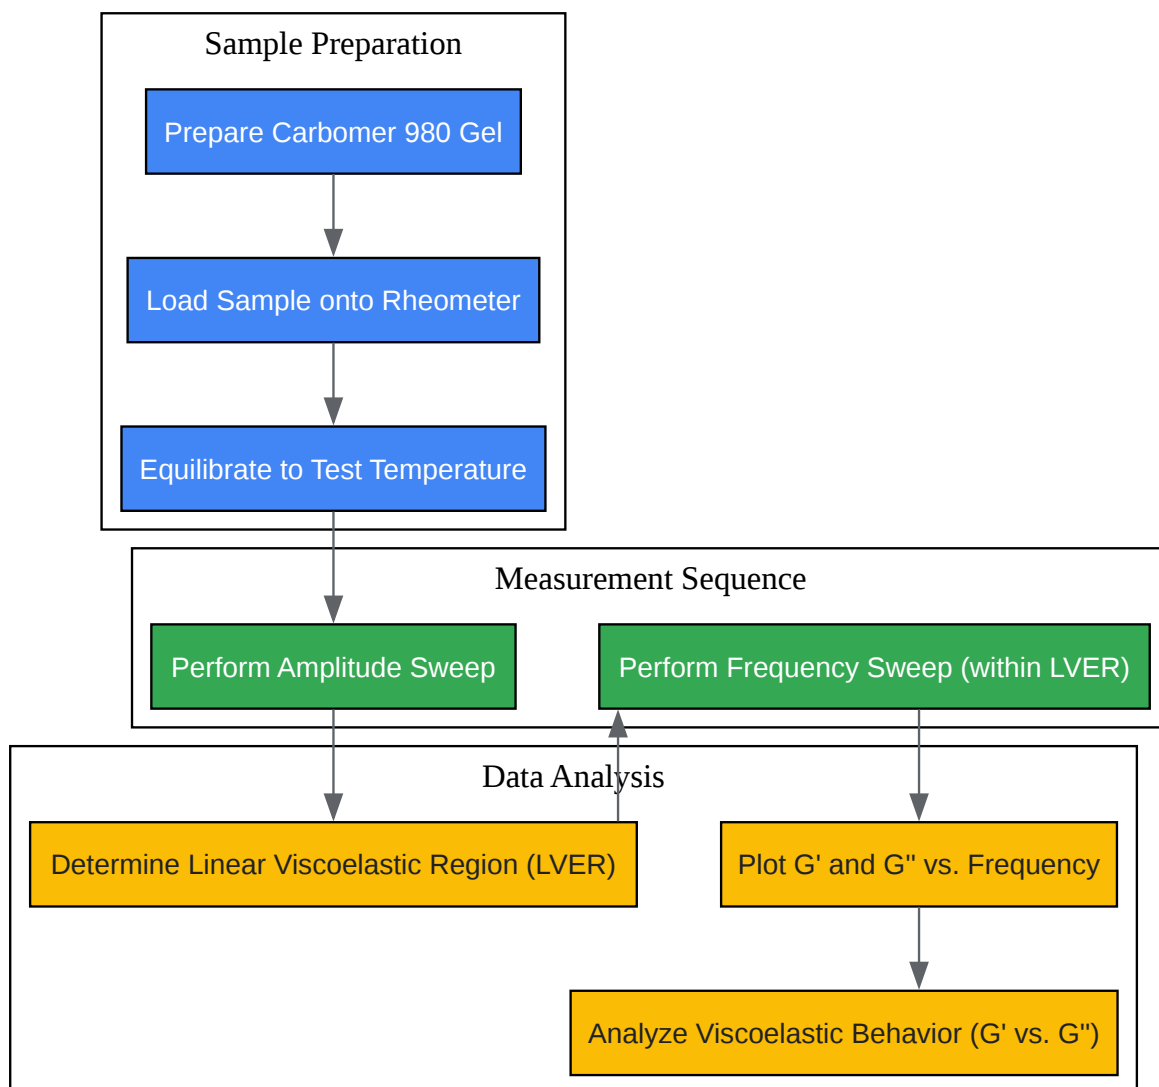 Sample Preparation
Prepare Carbomer 980 Gel
Load Sample onto Rheometer
Equilibrate to Test Temperature
Measurement Sequence
Perform Amplitude Sweep
Perform Frequency Sweep (within LVER)
Data Analysis
Determine Linear Viscoelastic Region (LVER)
Plot G' and G'' vs. Frequency
Analyze Viscoelastic Behavior (G' vs. G'')